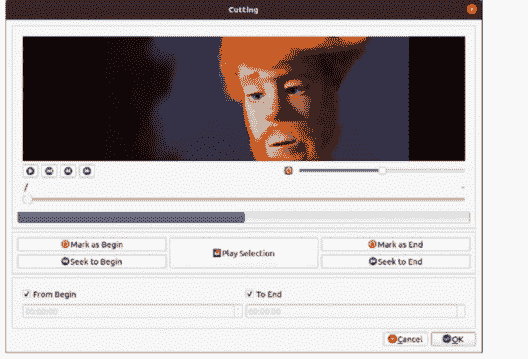 Cutting
/ -
Mark as Begin Mark as End
Play Selection
Seek to Begin Seek to End
From Begin To End
00:00:00 00:00:00
Cancel OK